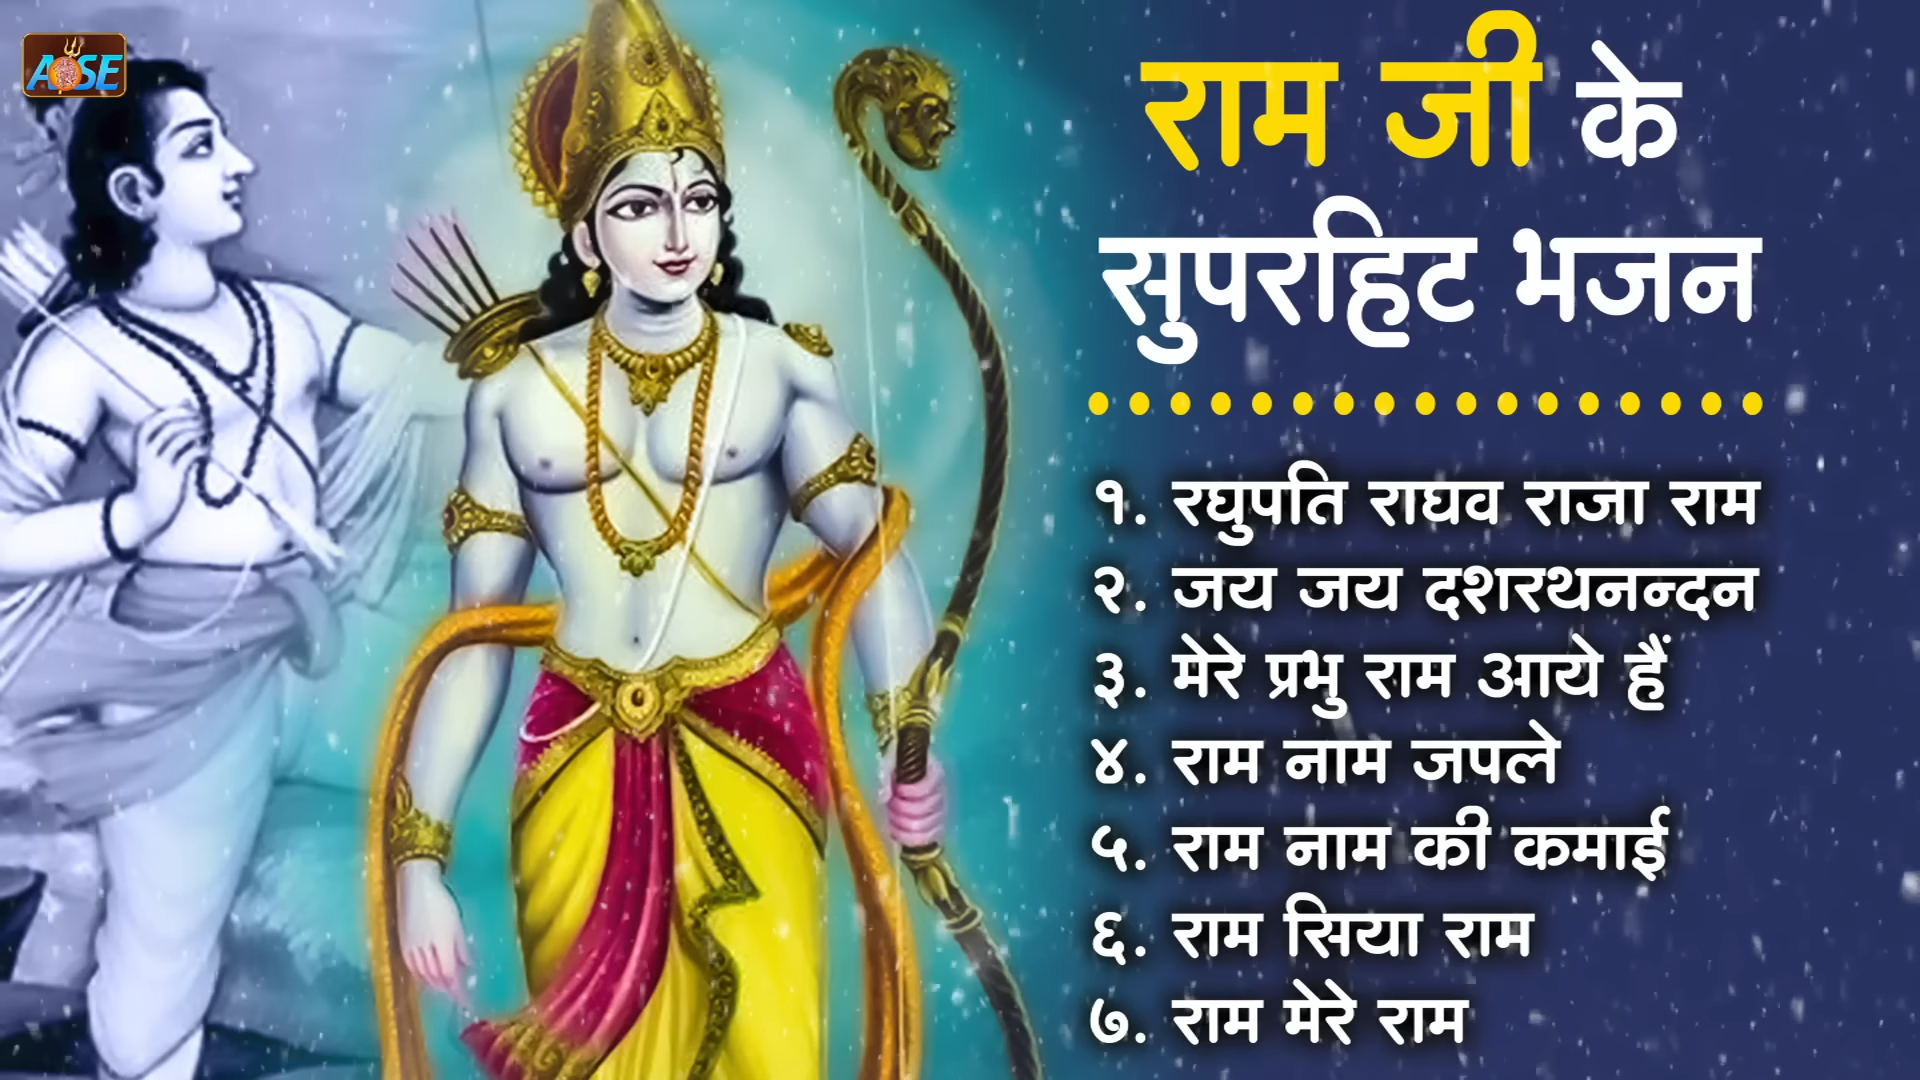 AOSE
राम जी के
सुपरहिट भजन
१. रघुपति राघव राजा राम
२. जय जय दशरथनन्दन
३. मेरे प्रभु राम आये हैं
४. राम नाम जपले
५. राम नाम की कमाई
६. राम सिया राम
७. राम मेरे राम